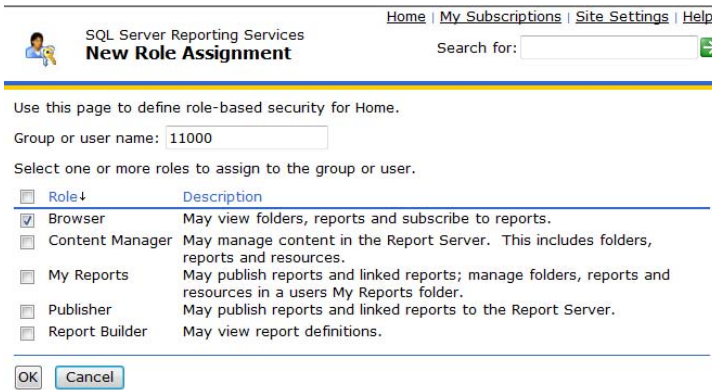 Home | My Subscriptions | Site Settings | Help
SQL Server Reporting Services
New Role Assignment
Search for:
Use this page to define role-based security for Home.
Group or user name: 11000
Select one or more roles to assign to the group or user.
Role↓ Description
Browser May view folders, reports and subscribe to reports.
Content Manager May manage content in the Report Server. This includes folders,
reports and resources.
My Reports May publish reports and linked reports; manage folders, reports and
resources in a users My Reports folder.
Publisher May publish reports and linked reports to the Report Server.
Report Builder May view report definitions.
OK Cancel